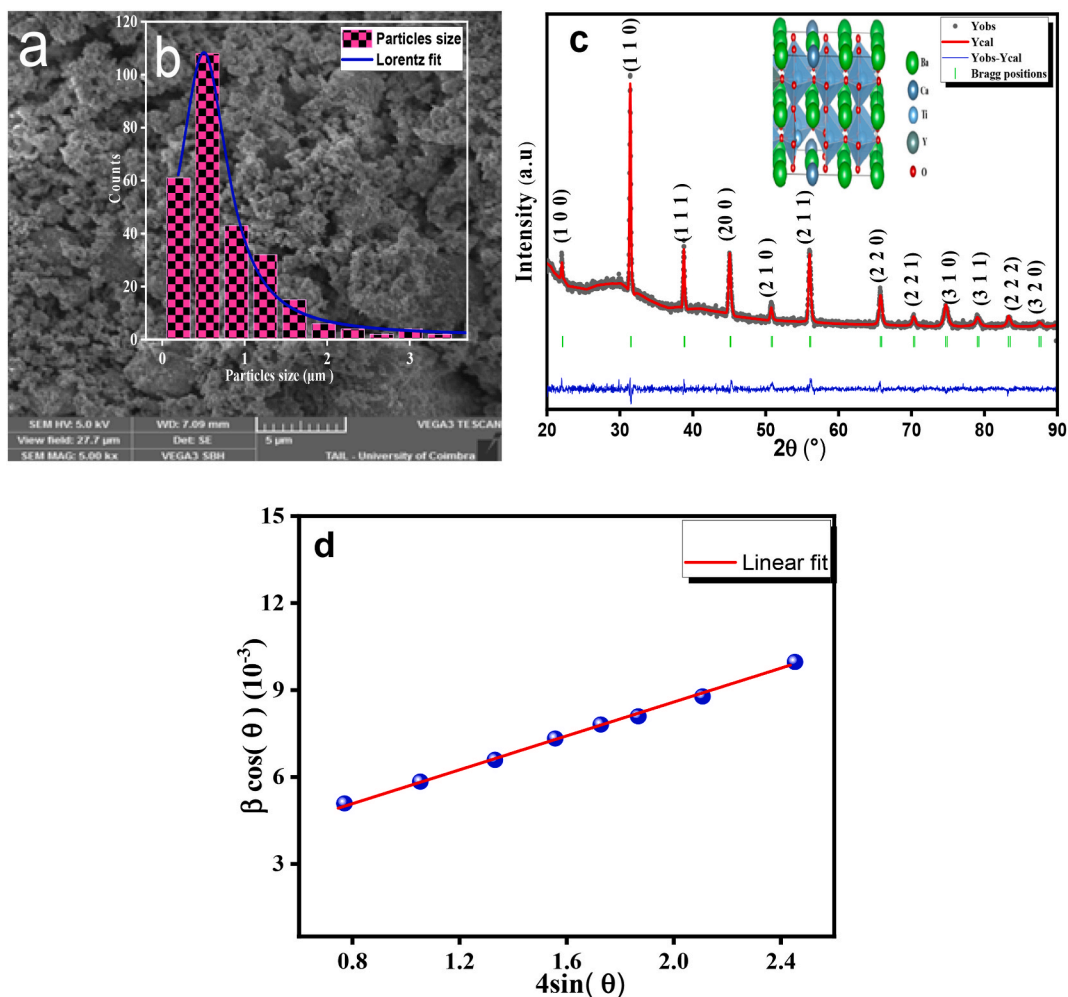 a
b
Particles size
Lorentz fit
120
100
80
60
40
20
0
Counts
0
1
2
3
Particles size (μm )
SEM HV: 5.0 kV
WD: 7.09 mm
VEGA3 TESCAN
View field: 27.7 μm
Det: SE
5 μm
SEM MAG: 5.00 kx
VEGA3 SBH
TAIL - University of Coimbra
c
Yobs
Ycal
Yobs-Ycal
Bragg positions
Ba
Ca
Ti
Y
O
(1 0 0)
(1 1 0)
(1 1 1)
(2 0 0)
(2 1 0)
(2 1 1)
(2 2 0)
(2 2 1)
(3 1 0)
(3 1 1)
(2 2 2)
(3 2 0)
Intensity (a.u)
20 30 40 50 60 70 80 90
2θ (°)
d
Linear fit
15
12
9
6
3
β cos( θ ) (10⁻³)
0.8 1.2 1.6 2.0 2.4
4sin( θ )